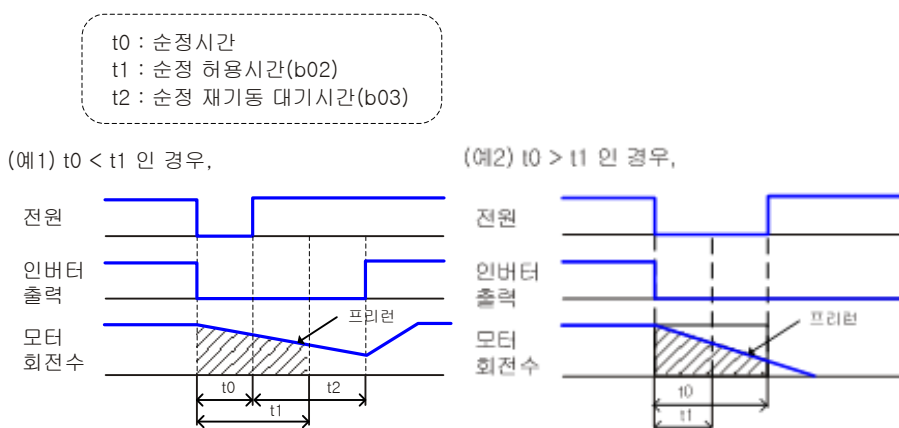 t0 : 순정시간
t1 : 순정 허용시간(b02)
t2 : 순정 재기동 대기시간(b03)
(예1) t0 < t1 인 경우,
전원
인버터
출력
모터
회전수
프리런
t0
t2
t1
(예2) t0 > t1 인 경우,
전원
인버터
출력
모터
회전수
프리런
t0
t1